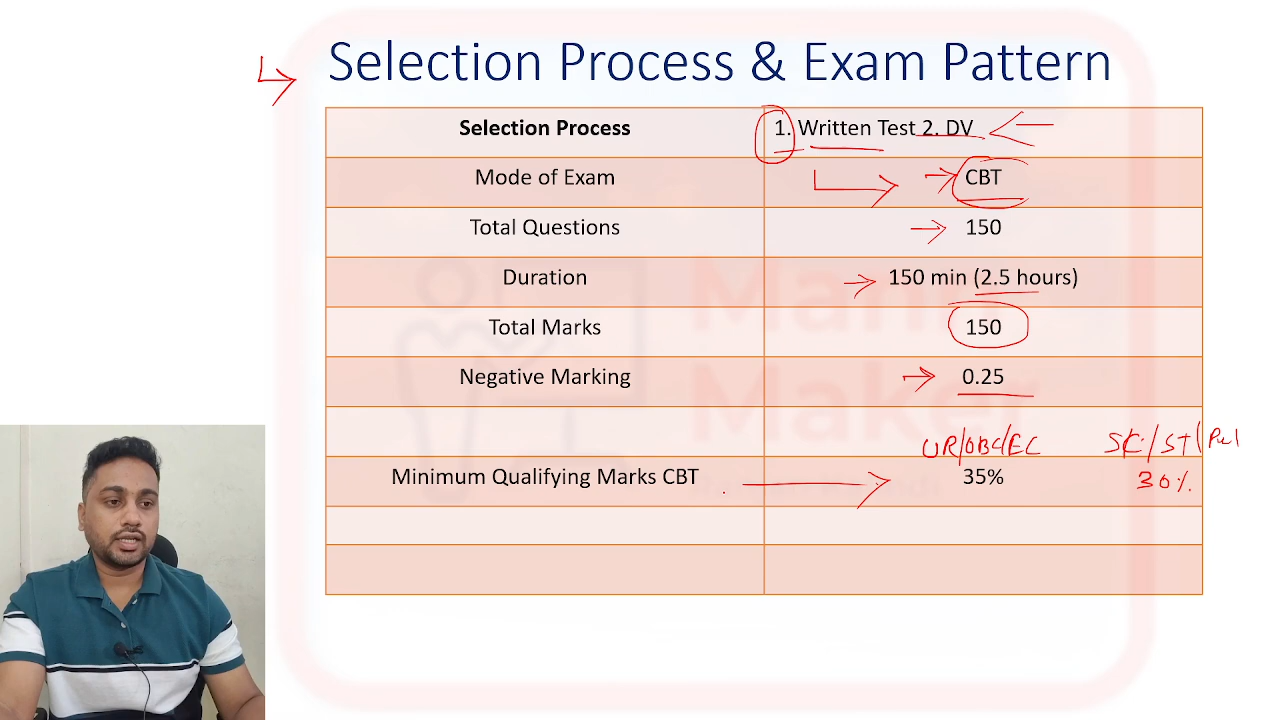 Selection Process & Exam Pattern
Selection Process 1. Written Test 2. DV
Mode of Exam CBT
Total Questions 150
Duration 150 min (2.5 hours)
Total Marks 150
Negative Marking 0.25
UR/OBC/EC SC/ST
Minimum Qualifying Marks CBT 35% 30%